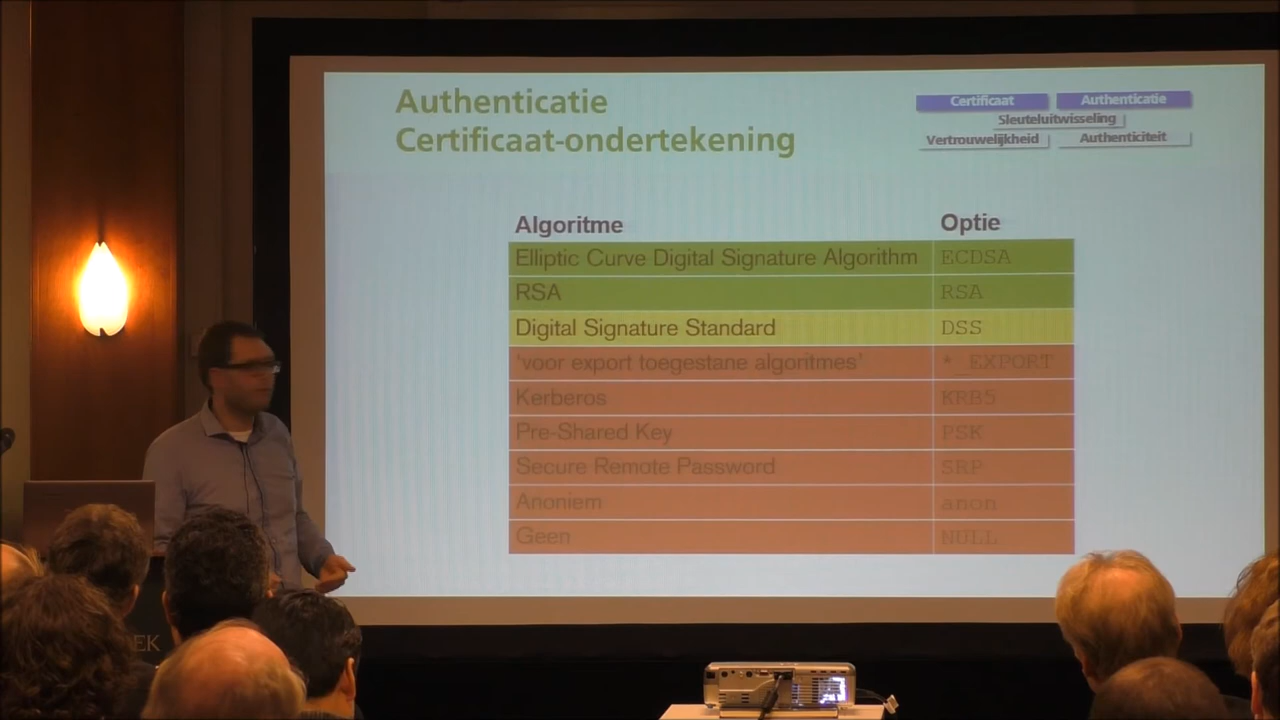 Authenticatie
Certificaat-ondertekening
Certificaat Authenticatie
Sleuteluitwisseling
Vertrouwelijkheid Authenticiteit
Algoritme Optie
Elliptic Curve Digital Signature Algorithm ECDSA
RSA RSA
Digital Signature Standard DSS
'voor export toegestane algoritmes' *_EXPORT
Kerberos KRB5
Pre-Shared Key PSK
Secure Remote Password SRP
Anoniem anon
Geen NULL
EK